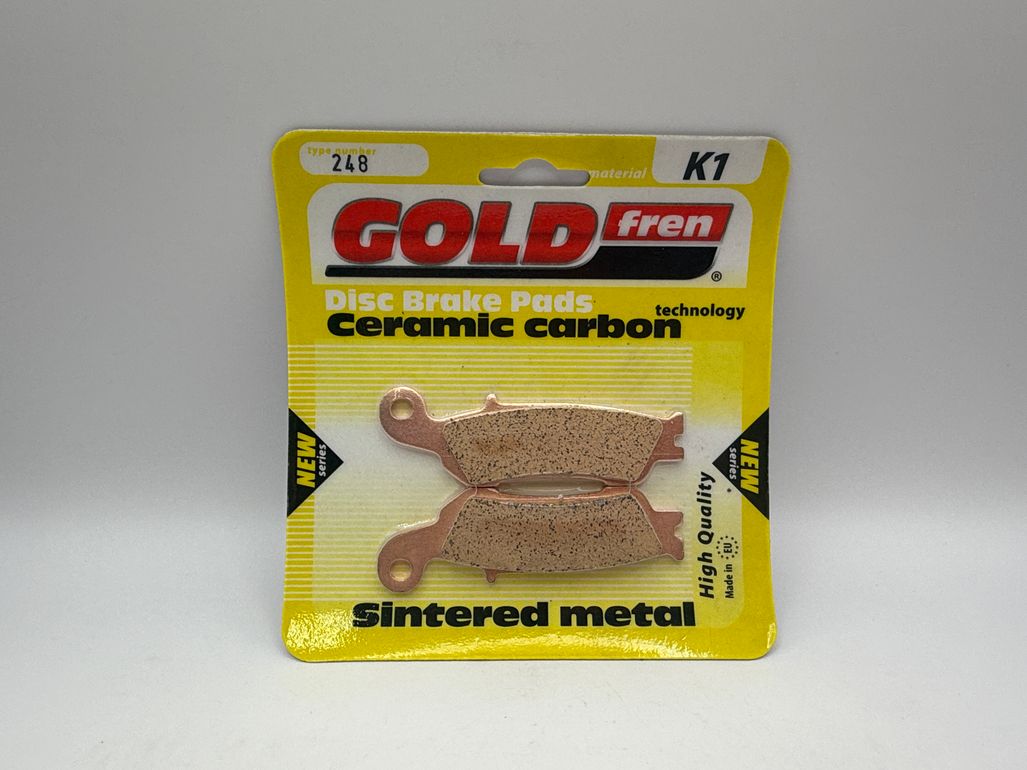 type number
248
material
K1
GOLD fren
®
Disc Brake Pads
technology
Ceramic carbon
NEW
series
NEW
series
High Quality
Made in EU
Sintered metal